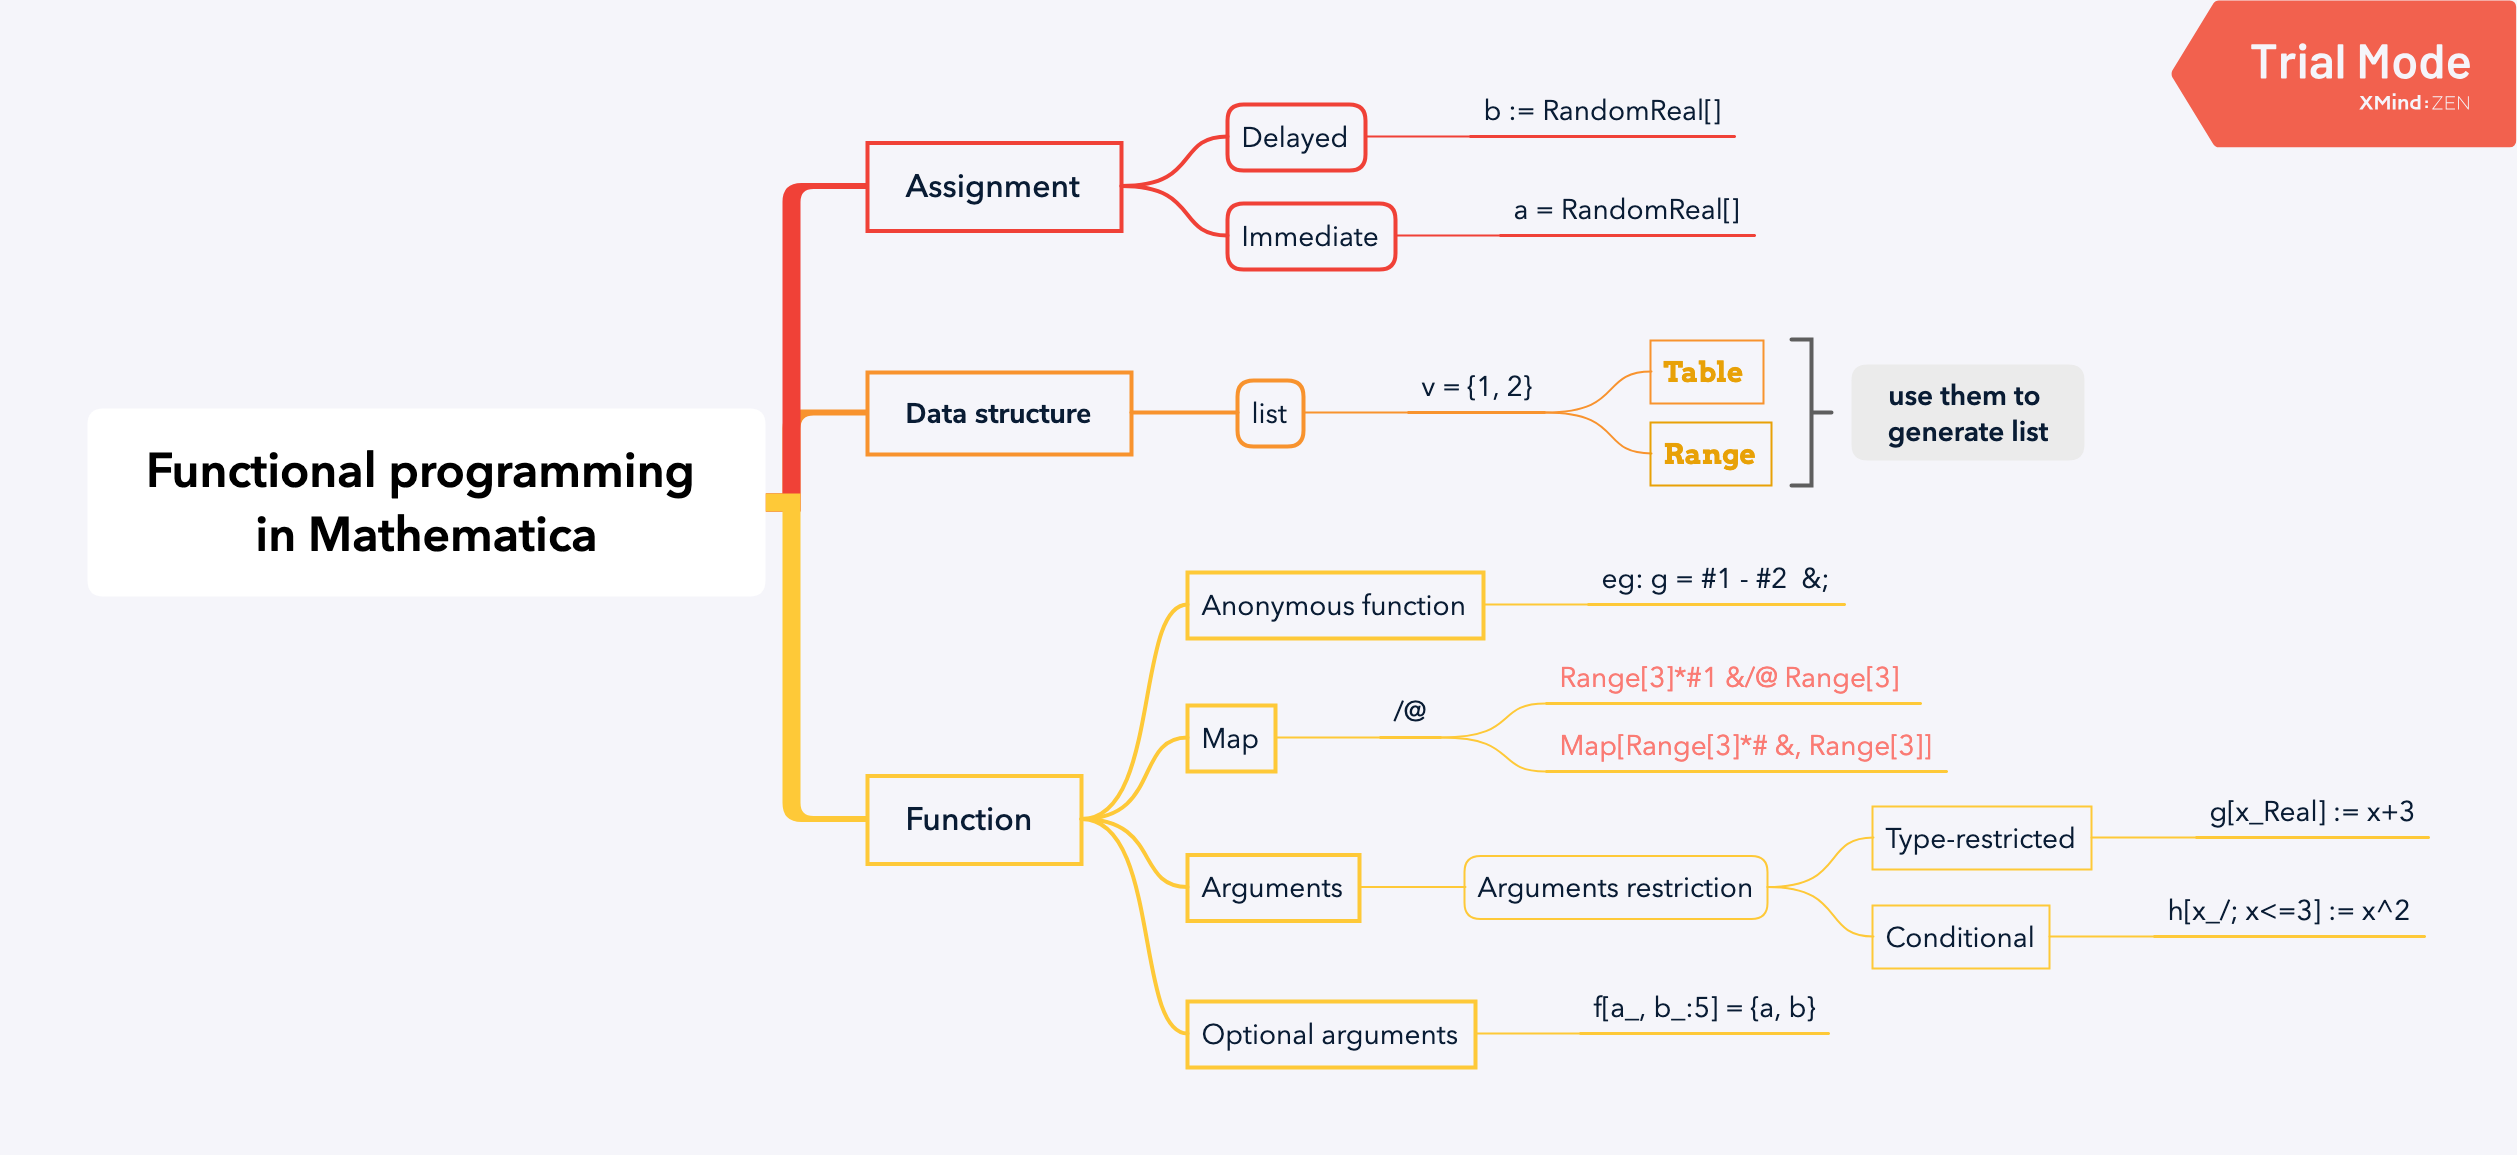 Trial Mode
XMind:ZEN
Functional programming
in Mathematica
Assignment
Delayed
b := RandomReal[]
Immediate
a = RandomReal[]
Data structure
list
v = {1, 2}
Table
Range
use them to
generate list
Function
Anonymous function
eg: g = #1 - #2  &;
Map
/@
Range[3]*#1 &/@ Range[3]
Map[Range[3]*# &, Range[3]]
Arguments
Arguments restriction
Type-restricted
g[x_Real] := x+3
Conditional
h[x_/; x<=3] := x^2
Optional arguments
f[a_, b_:5] = {a, b}